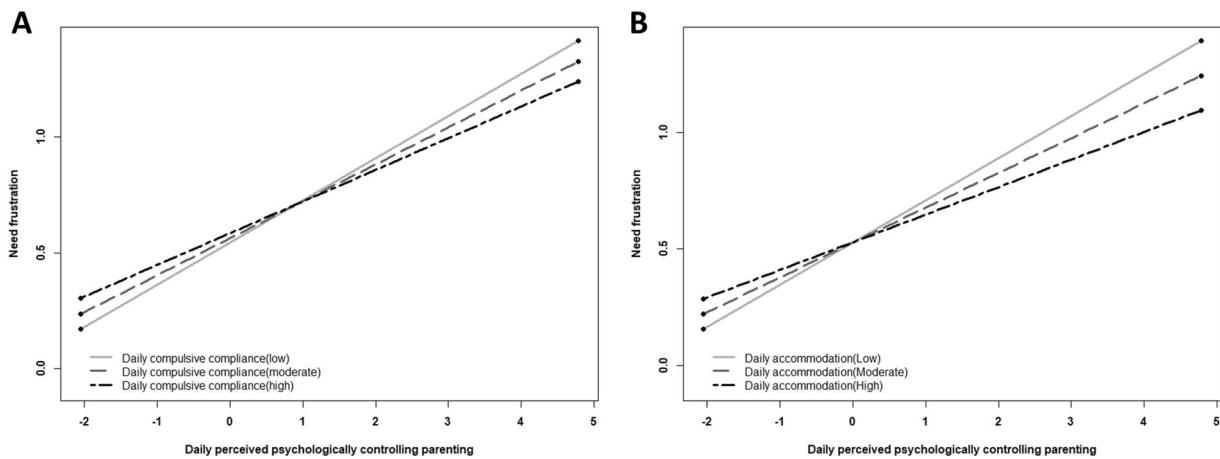 A
Need frustration
1.0
0.5
0.0
Daily compulsive compliance(low)
Daily compulsive compliance(moderate)
Daily compulsive compliance(high)
-2 -1 0 1 2 3 4 5
Daily perceived psychologically controlling parenting
B
Need frustration
1.0
0.5
0.0
Daily accommodation(Low)
Daily accommodation(Moderate)
Daily accommodation(High)
-2 -1 0 1 2 3 4 5
Daily perceived psychologically controlling parenting